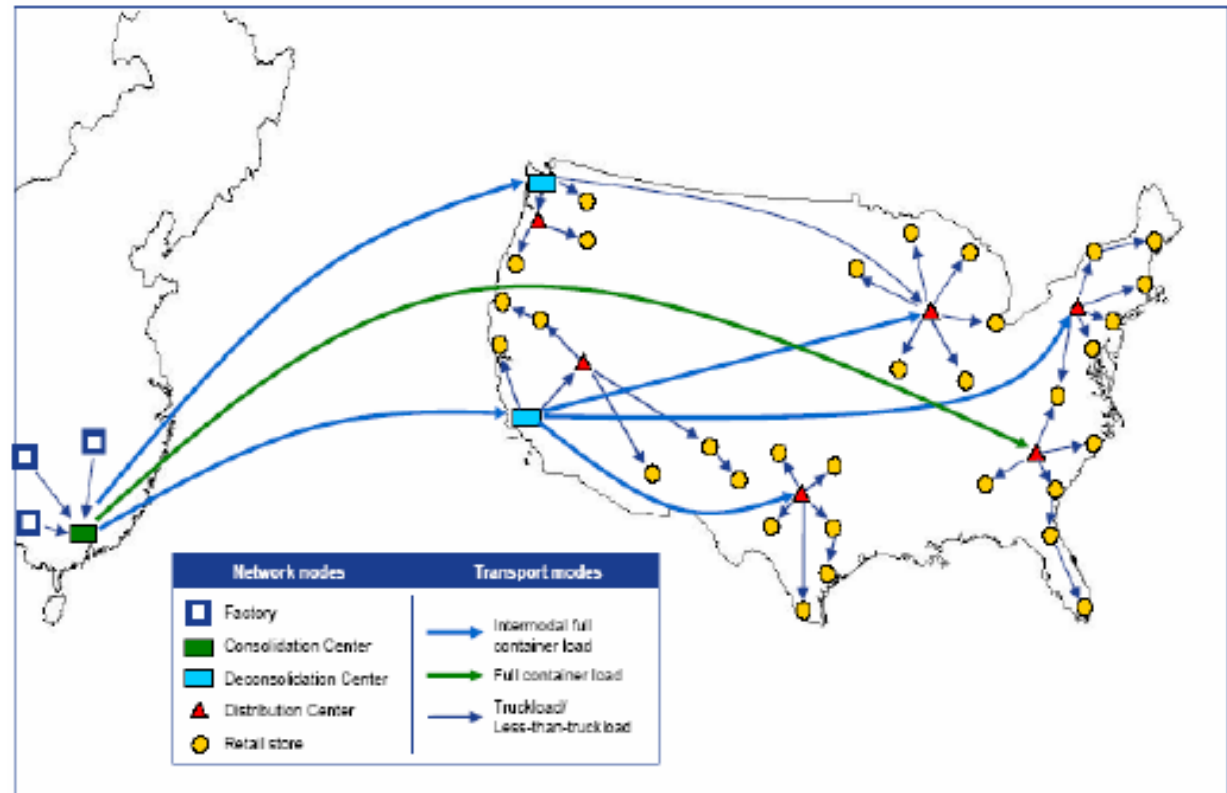 Network nodes
Transport modes
Factory
Consolidation Center
Deconsolidation Center
Distribution Center
Retail store
Intermodal full
container load
Full container load
Truckload/
Less-than-truckload